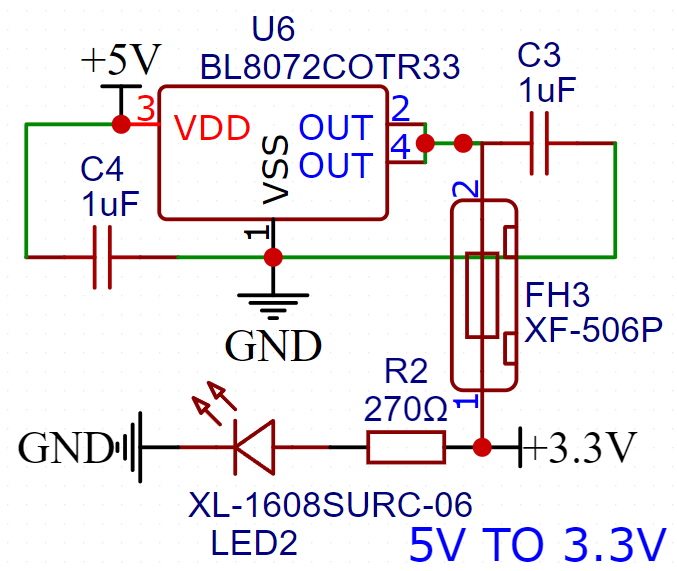 U6
BL8072COTR33
C3
1uF
+5V
3
VDD
VSS
OUT
2
OUT
4
C4
1uF
1
2
GND
FH3
XF-506P
R2
270Ω
1
GND
+3.3V
XL-1608SURC-06
LED2
5V TO 3.3V